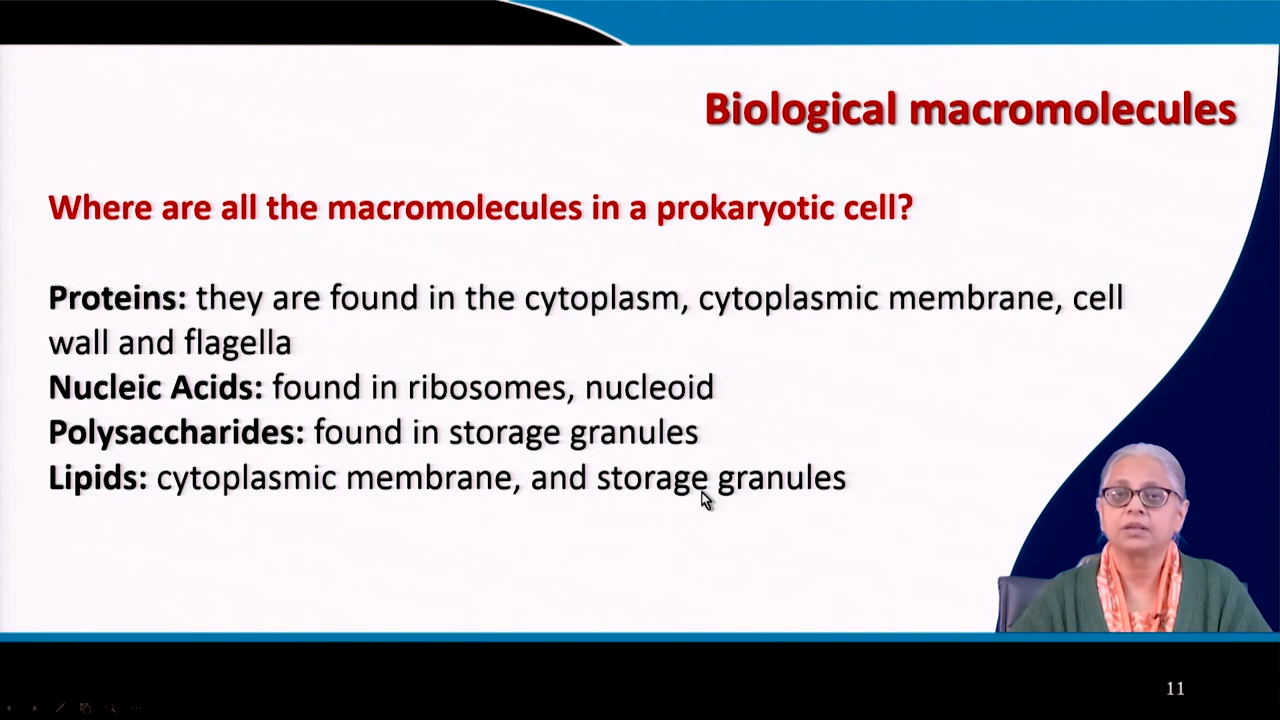 Biological macromolecules
Where are all the macromolecules in a prokaryotic cell?
Proteins: they are found in the cytoplasm, cytoplasmic membrane, cell
wall and flagella
Nucleic Acids: found in ribosomes, nucleoid
Polysaccharides: found in storage granules
Lipids: cytoplasmic membrane, and storage granules
11